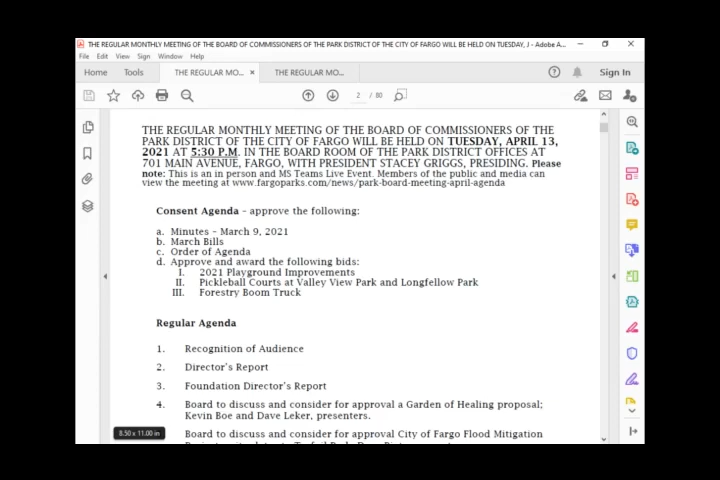 THE REGULAR MONTHLY MEETING OF THE BOARD OF COMMISSIONERS OF THE PARK DISTRICT OF THE CITY OF FARGO WILL BE HELD ON TUESDAY, J - Adobe A...
File Edit View Sign Window Help
Home Tools THE REGULAR MO... × THE REGULAR MO... Sign In
2 / 80
THE REGULAR MONTHLY MEETING OF THE BOARD OF COMMISSIONERS OF THE
PARK DISTRICT OF THE CITY OF FARGO WILL BE HELD ON TUESDAY, APRIL 13,
2021 AT 5:30 P.M. IN THE BOARD ROOM OF THE PARK DISTRICT OFFICES AT
701 MAIN AVENUE, FARGO, WITH PRESIDENT STACEY GRIGGS, PRESIDING. Please
note: This is an in person and MS Teams Live Event. Members of the public and media can
view the meeting at www.fargoparks.com/news/park-board-meeting-april-agenda
Consent Agenda – approve the following:
a. Minutes – March 9, 2021
b. March Bills
c. Order of Agenda
d. Approve and award the following bids:
I. 2021 Playground Improvements
II. Pickleball Courts at Valley View Park and Longfellow Park
III. Forestry Boom Truck
Regular Agenda
1. Recognition of Audience
2. Director's Report
3. Foundation Director's Report
4. Board to discuss and consider for approval a Garden of Healing proposal;
Kevin Boe and Dave Leker, presenters.
8.50 x 11.00 in
Board to discuss and consider for approval City of Fargo Flood Mitigation